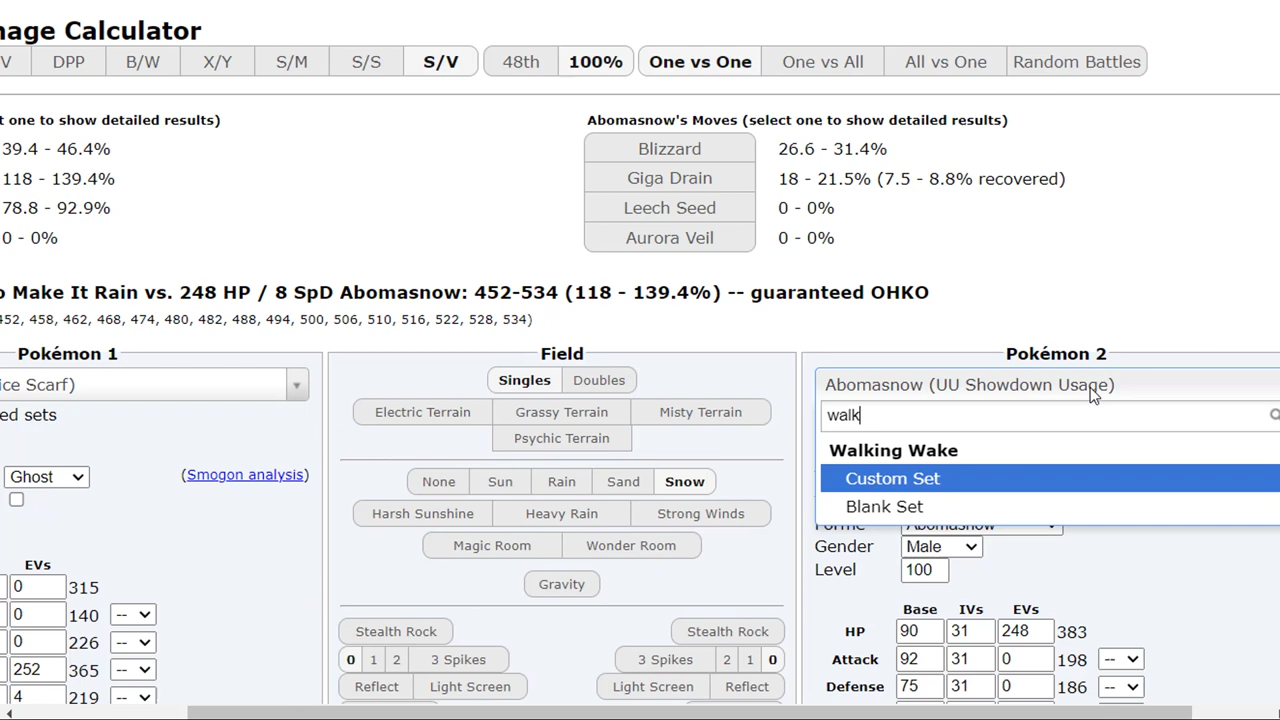 nage Calculator
V DPP B/W X/Y S/M S/S S/V 48th 100% One vs One One vs All All vs One Random Battles
ct one to show detailed results) Abomasnow's Moves (select one to show detailed results)
39.4 - 46.4% Blizzard 26.6 - 31.4%
118 - 139.4% Giga Drain 18 - 21.5% (7.5 - 8.8% recovered)
78.8 - 92.9% Leech Seed 0 - 0%
0 - 0% Aurora Veil 0 - 0%
o Make It Rain vs. 248 HP / 8 SpD Abomasnow: 452-534 (118 - 139.4%) -- guaranteed OHKO
452, 458, 462, 468, 474, 480, 482, 488, 494, 500, 506, 510, 516, 522, 528, 534)
Pokémon 1 Field Pokémon 2
ice Scarf) Singles Doubles Abomasnow (UU Showdown Usage)
ed sets Electric Terrain Grassy Terrain Misty Terrain walk
Psychic Terrain Walking Wake
Ghost (Smogon analysis) None Sun Rain Sand Snow Custom Set
Harsh Sunshine Heavy Rain Strong Winds Blank Set
Forme Abomasnow
Magic Room Wonder Room Gender Male
EVs Gravity Level 100
0 315 Base IVs EVs
0 140 -- Stealth Rock Stealth Rock HP 90 31 248 383
0 226 -- 0 1 2 3 Spikes 3 Spikes 2 1 0 Attack 92 31 0 198 --
252 365 -- Reflect Light Screen Light Screen Reflect Defense 75 31 0 186 --
4 219 --